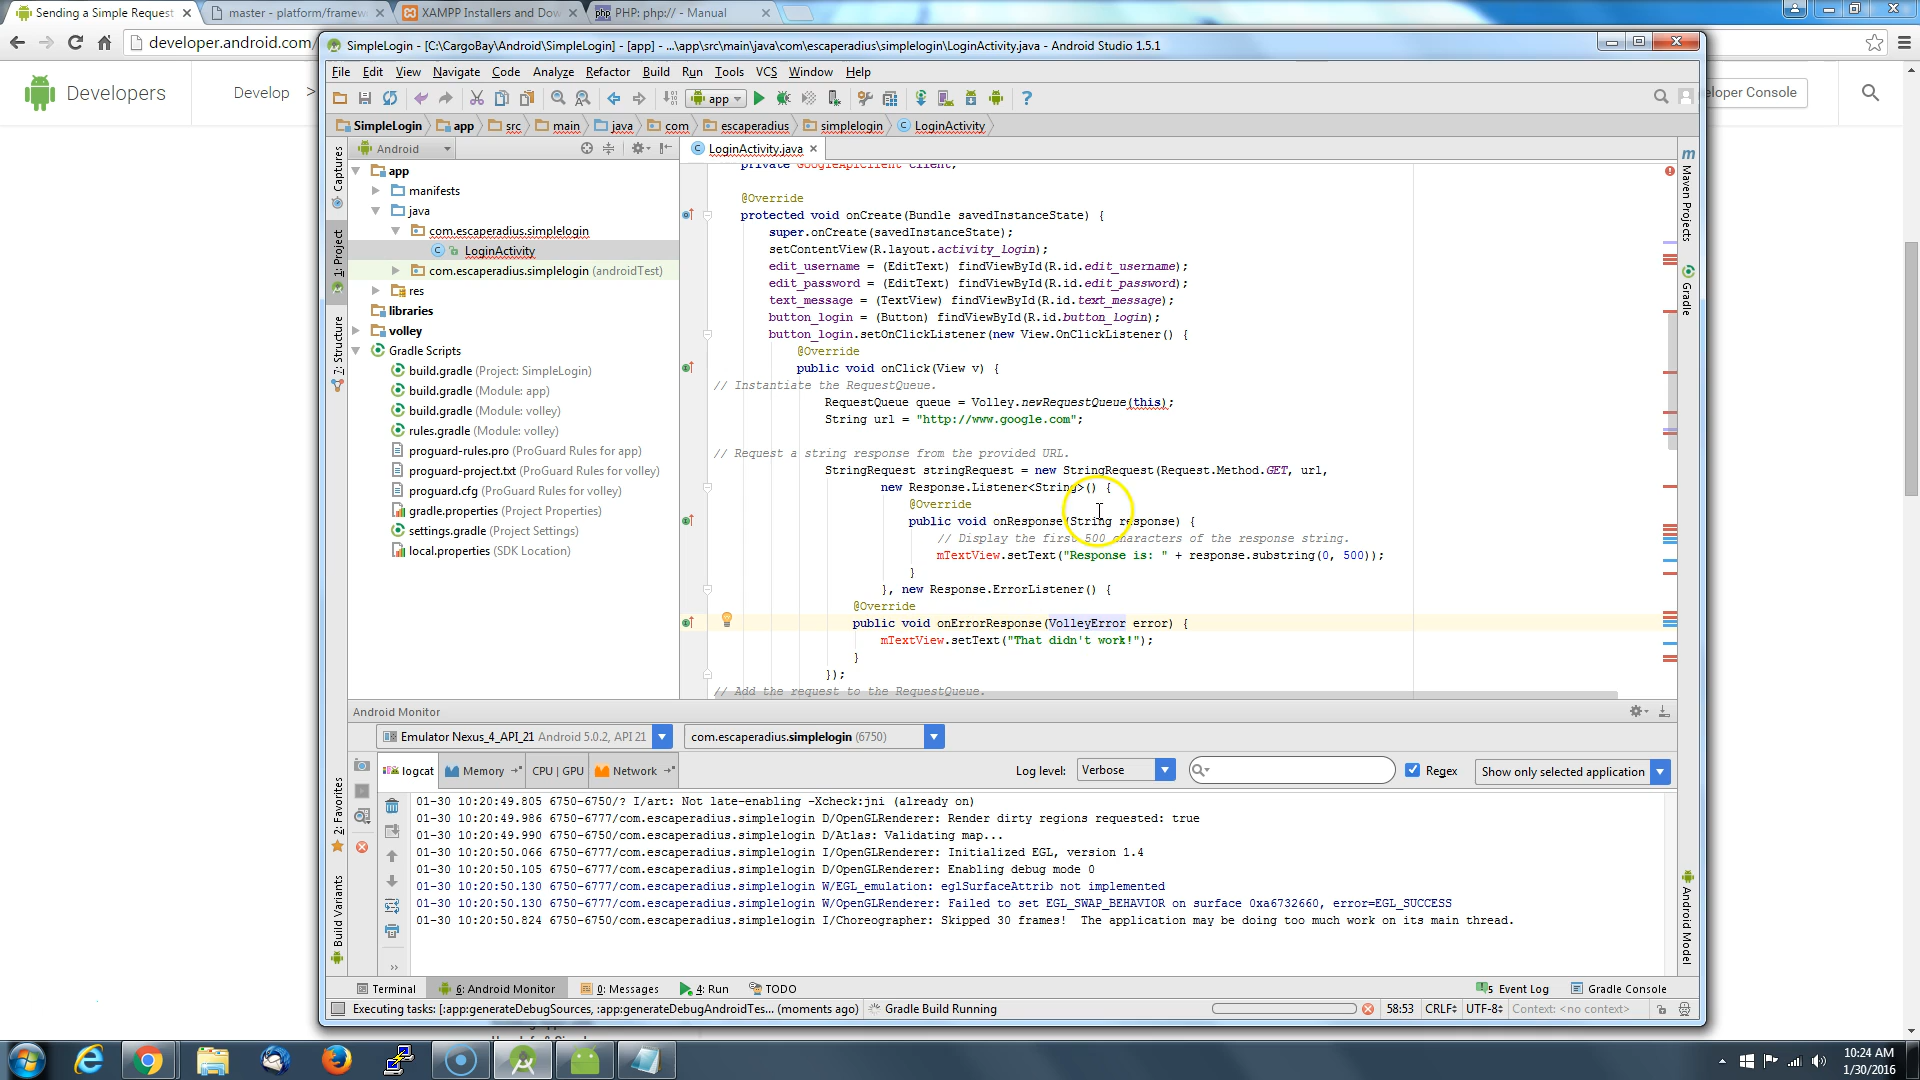 Sending a Simple Request
master - platform/framew
XAMPP Installers and Dow
php PHP: php:// - Manual
developer.android.com/
SimpleLogin - [C:\CargoBay\Android\SimpleLogin] - [app] - ...\app\src\main\java\com\escaperadius\simplelogin\LoginActivity.java - Android Studio 1.5.1
File Edit View Navigate Code Analyze Refactor Build Run Tools VCS Window Help
Developers
Develop >
app
eloper Console
SimpleLogin app src main java com escaperadius simplelogin LoginActivity
Android
LoginActivity.java
Captures
1: Project
7: Structure
2: Favorites
Build Variants
app
manifests
java
com.escaperadius.simplelogin
LoginActivity
com.escaperadius.simplelogin (androidTest)
res
libraries
volley
Gradle Scripts
build.gradle (Project: SimpleLogin)
build.gradle (Module: app)
build.gradle (Module: volley)
rules.gradle (Module: volley)
proguard-rules.pro (ProGuard Rules for app)
proguard-project.txt (ProGuard Rules for volley)
proguard.cfg (ProGuard Rules for volley)
gradle.properties (Project Properties)
settings.gradle (Project Settings)
local.properties (SDK Location)
private GoogleApiClient client;
@Override
protected void onCreate(Bundle savedInstanceState) {
super.onCreate(savedInstanceState);
setContentView(R.layout.activity_login);
edit_username = (EditText) findViewById(R.id.edit_username);
edit_password = (EditText) findViewById(R.id.edit_password);
text_message = (TextView) findViewById(R.id.text_message);
button_login = (Button) findViewById(R.id.button_login);
button_login.setOnClickListener(new View.OnClickListener() {
@Override
public void onClick(View v) {
// Instantiate the RequestQueue.
RequestQueue queue = Volley.newRequestQueue(this);
String url = "http://www.google.com";
// Request a string response from the provided URL.
StringRequest stringRequest = new StringRequest(Request.Method.GET, url,
new Response.Listener<String>() {
@Override
public void onResponse(String response) {
// Display the first 500 characters of the response string.
mTextView.setText("Response is: " + response.substring(0, 500));
}
}, new Response.ErrorListener() {
@Override
public void onErrorResponse(VolleyError error) {
mTextView.setText("That didn't work!");
}
});
// Add the request to the RequestQueue.
m Maven Projects
Gradle
Android Model
Android Monitor
Emulator Nexus_4_API_21 Android 5.0.2, API 21
com.escaperadius.simplelogin (6750)
logcat Memory CPU | GPU Network
Log level: Verbose
Regex
Show only selected application
01-30 10:20:49.805 6750-6750/? I/art: Not late-enabling -Xcheck:jni (already on)
01-30 10:20:49.986 6750-6777/com.escaperadius.simplelogin D/OpenGLRenderer: Render dirty regions requested: true
01-30 10:20:49.990 6750-6750/com.escaperadius.simplelogin D/Atlas: Validating map...
01-30 10:20:50.066 6750-6777/com.escaperadius.simplelogin I/OpenGLRenderer: Initialized EGL, version 1.4
01-30 10:20:50.105 6750-6777/com.escaperadius.simplelogin D/OpenGLRenderer: Enabling debug mode 0
01-30 10:20:50.130 6750-6777/com.escaperadius.simplelogin W/EGL_emulation: eglSurfaceAttrib not implemented
01-30 10:20:50.130 6750-6777/com.escaperadius.simplelogin W/OpenGLRenderer: Failed to set EGL_SWAP_BEHAVIOR on surface 0xa6732660, error=EGL_SUCCESS
01-30 10:20:50.824 6750-6750/com.escaperadius.simplelogin I/Choreographer: Skipped 30 frames! The application may be doing too much work on its main thread.
Terminal 6: Android Monitor 0: Messages 4: Run TODO
5 Event Log Gradle Console
Executing tasks: [:app:generateDebugSources, :app:generateDebugAndroidTes... (moments ago)
Gradle Build Running
58:53 CRLF UTF-8 Context: <no context>
10:24 AM
1/30/2016